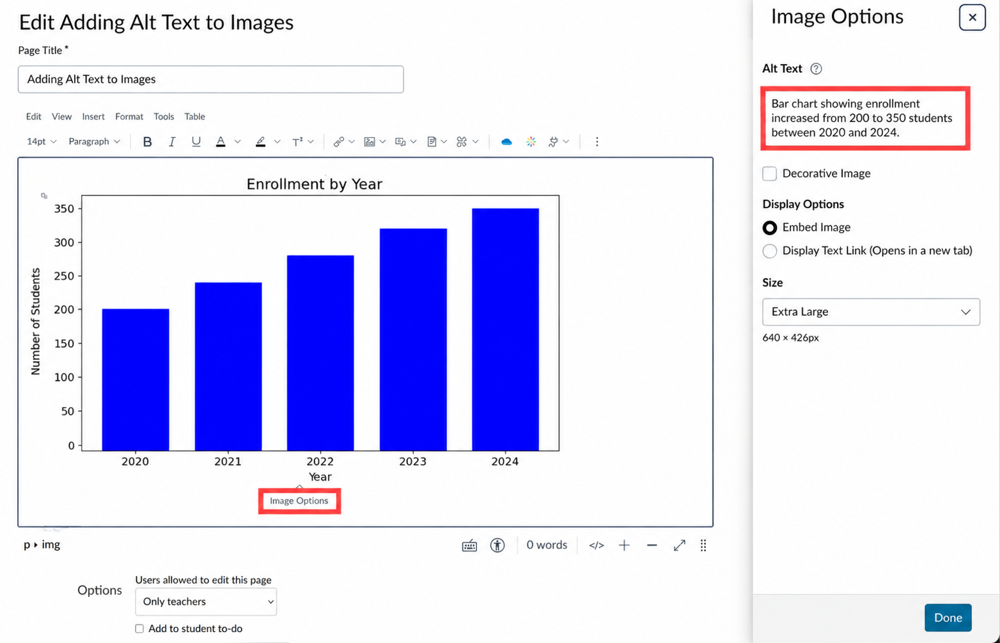 Edit Adding Alt Text to Images
Page Title *
Adding Alt Text to Images
Edit View Insert Format Tools Table
14pt Paragraph B I U A T
Enrollment by Year
350
300
250
200
150
100
50
0
Number of Students
2020 2021 2022 2023 2024
Year
Image Options
p img
0 words </>
Options
Users allowed to edit this page
Only teachers
Add to student to-do
Image Options
Alt Text ?
Bar chart showing enrollment
increased from 200 to 350 students
between 2020 and 2024.
Decorative Image
Display Options
Embed Image
Display Text Link (Opens in a new tab)
Size
Extra Large
640 × 426px
Done